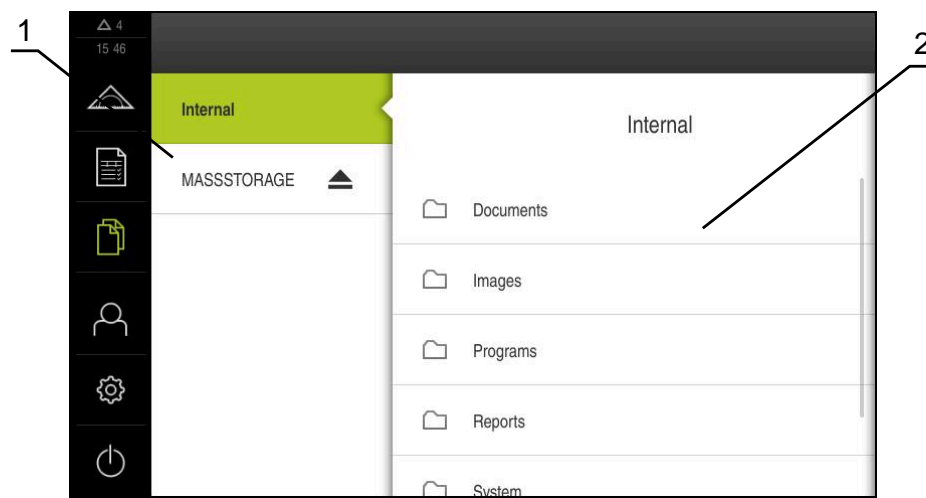 1
2
4
15 46
Internal
MASSSTORAGE
Internal
Documents
Images
Programs
Reports
System